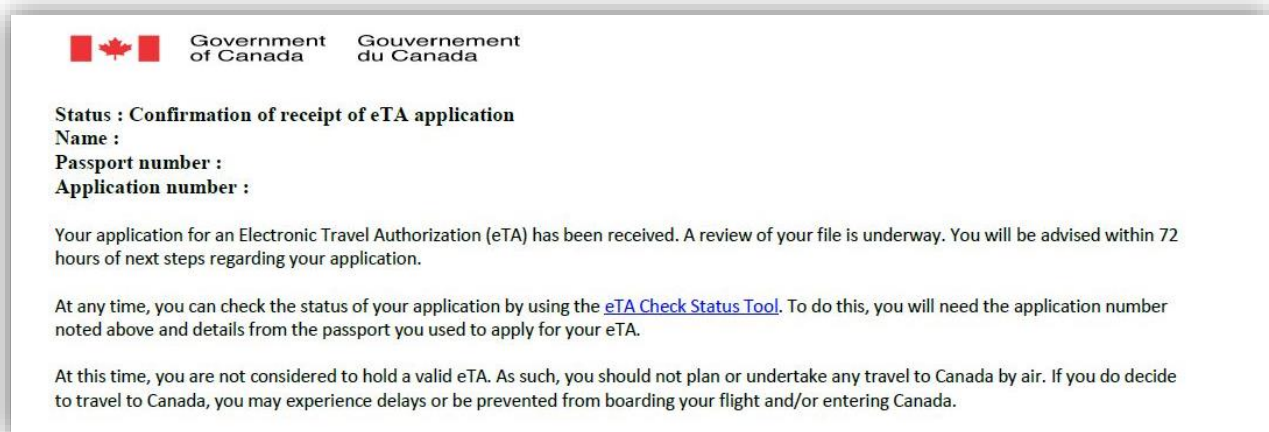 Government Gouvernement
of Canada du Canada
Status : Confirmation of receipt of eTA application
Name :
Passport number :
Application number :
Your application for an Electronic Travel Authorization (eTA) has been received. A review of your file is underway. You will be advised within 72
hours of next steps regarding your application.
At any time, you can check the status of your application by using the eTA Check Status Tool. To do this, you will need the application number
noted above and details from the passport you used to apply for your eTA.
At this time, you are not considered to hold a valid eTA. As such, you should not plan or undertake any travel to Canada by air. If you do decide
to travel to Canada, you may experience delays or be prevented from boarding your flight and/or entering Canada.